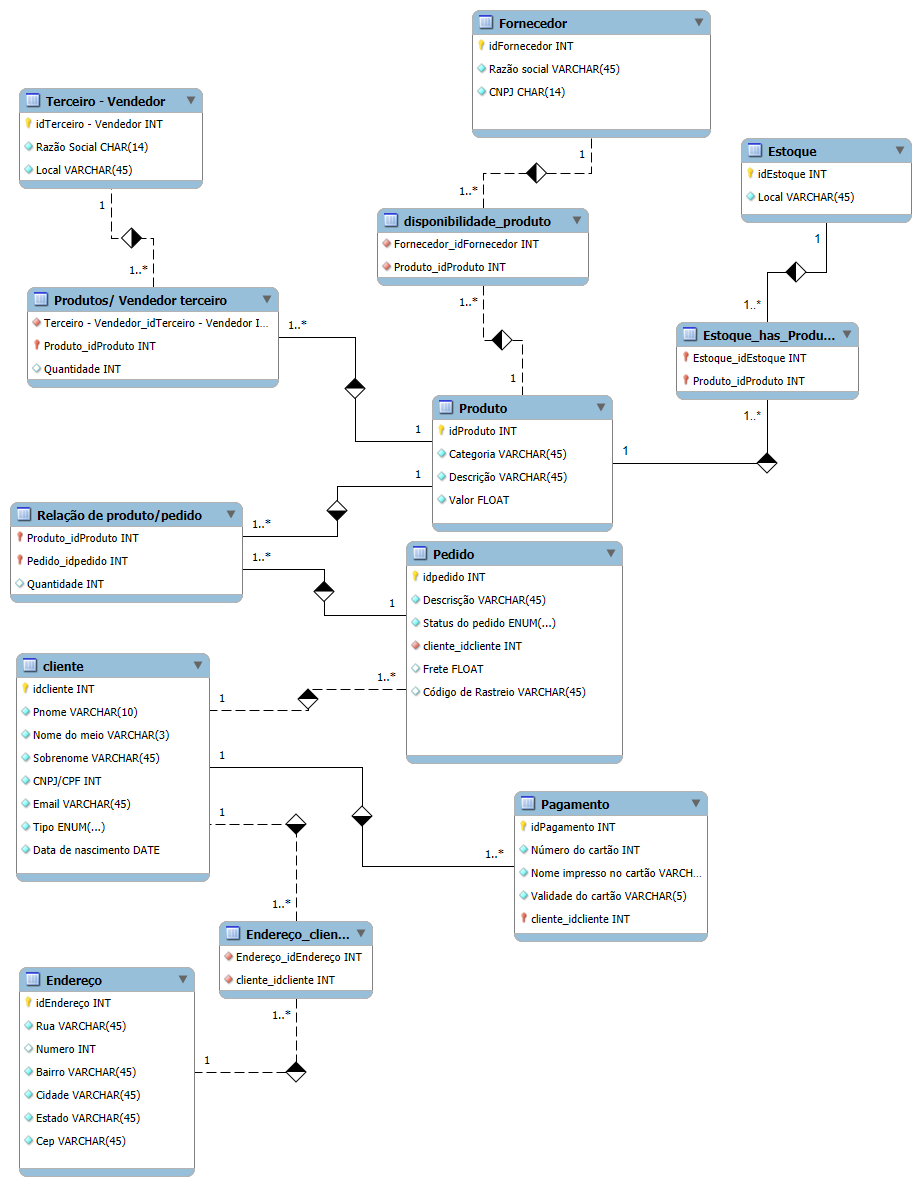 Fornecedor
idFornecedor INT
Razão social VARCHAR(45)
CNPJ CHAR(14)
1
1..*
Terceiro - Vendedor
idTerceiro - Vendedor INT
Razão Social CHAR(14)
Local VARCHAR(45)
1
1..*
Estoque
idEstoque INT
Local VARCHAR(45)
1
1..*
disponibilidade_produto
Fornecedor_idFornecedor INT
Produto_idProduto INT
1..*
1
Produtos/ Vendedor terceiro
Terceiro - Vendedor_idTerceiro - Vendedor I...
Produto_idProduto INT
Quantidade INT
1..*
1
Estoque_has_Produ...
Estoque_idEstoque INT
Produto_idProduto INT
1..*
1
Produto
idProduto INT
Categoria VARCHAR(45)
Descrição VARCHAR(45)
Valor FLOAT
1
Relação de produto/pedido
Produto_idProduto INT
Pedido_idpedido INT
Quantidade INT
1..*
1..*
1
Pedido
idpedido INT
Descrisção VARCHAR(45)
Status do pedido ENUM(...)
cliente_idcliente INT
Frete FLOAT
Código de Rastreio VARCHAR(45)
1..*
cliente
idcliente INT
Pnome VARCHAR(10)
Nome do meio VARCHAR(3)
Sobrenome VARCHAR(45)
CNPJ/CPF INT
Email VARCHAR(45)
Tipo ENUM(...)
Data de nascimento DATE
1
1
1
1..*
1..*
Pagamento
idPagamento INT
Número do cartão INT
Nome impresso no cartão VARCH...
Validade do cartão VARCHAR(5)
cliente_idcliente INT
Endereço_clien...
Endereço_idEndereço INT
cliente_idcliente INT
1..*
1
Endereço
idEndereço INT
Rua VARCHAR(45)
Numero INT
Bairro VARCHAR(45)
Cidade VARCHAR(45)
Estado VARCHAR(45)
Cep VARCHAR(45)